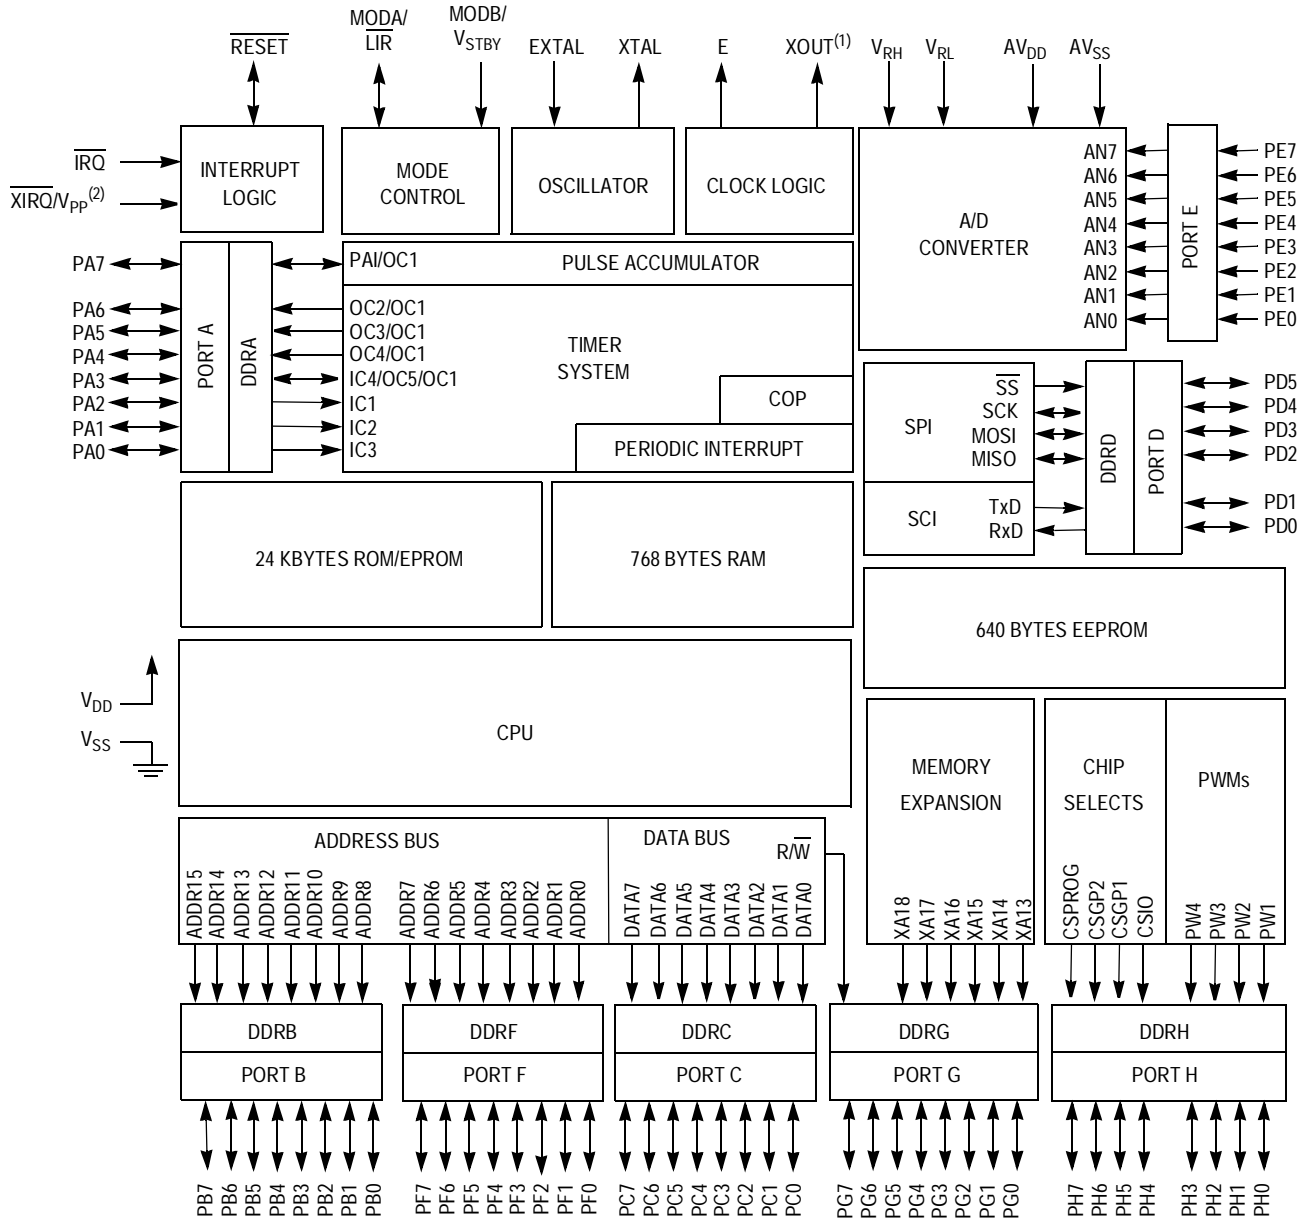 RESET
MODA/
LIR
MODB/
VSTBY
EXTAL
XTAL
E
XOUT(1)
VRH
VRL
AVDD
AVSS
IRQ
XIRQ/VPP(2)
INTERRUPT
LOGIC
MODE
CONTROL
OSCILLATOR
CLOCK LOGIC
A/D
CONVERTER
AN7
AN6
AN5
AN4
AN3
AN2
AN1
AN0
PORT E
PE7
PE6
PE5
PE4
PE3
PE2
PE1
PE0
PA7
PA6
PA5
PA4
PA3
PA2
PA1
PA0
PORT A
DDRA
PAI/OC1
OC2/OC1
OC3/OC1
OC4/OC1
IC4/OC5/OC1
IC1
IC2
IC3
PULSE ACCUMULATOR
TIMER
SYSTEM
COP
PERIODIC INTERRUPT
SPI
SS
SCK
MOSI
MISO
SCI
TxD
RxD
DDRD
PORT D
PD5
PD4
PD3
PD2
PD1
PD0
24 KBYTES ROM/EPROM
768 BYTES RAM
640 BYTES EEPROM
VDD
VSS
CPU
MEMORY
EXPANSION
CHIP
SELECTS
PWMs
ADDRESS BUS
DATA BUS
R/W
ADDR15
ADDR14
ADDR13
ADDR12
ADDR11
ADDR10
ADDR9
ADDR8
ADDR7
ADDR6
ADDR5
ADDR4
ADDR3
ADDR2
ADDR1
ADDR0
DATA7
DATA6
DATA5
DATA4
DATA3
DATA2
DATA1
DATA0
XA18
XA17
XA16
XA15
XA14
XA13
CSPROG
CSGP2
CSGP1
CSIO
PW4
PW3
PW2
PW1
DDRB
PORT B
DDRF
PORT F
DDRC
PORT C
DDRG
PORT G
DDRH
PORT H
PB7
PB6
PB5
PB4
PB3
PB2
PB1
PB0
PF7
PF6
PF5
PF4
PF3
PF2
PF1
PF0
PC7
PC6
PC5
PC4
PC3
PC2
PC1
PC0
PG7
PG6
PG5
PG4
PG3
PG2
PG1
PG0
PH7
PH6
PH5
PH4
PH3
PH2
PH1
PH0